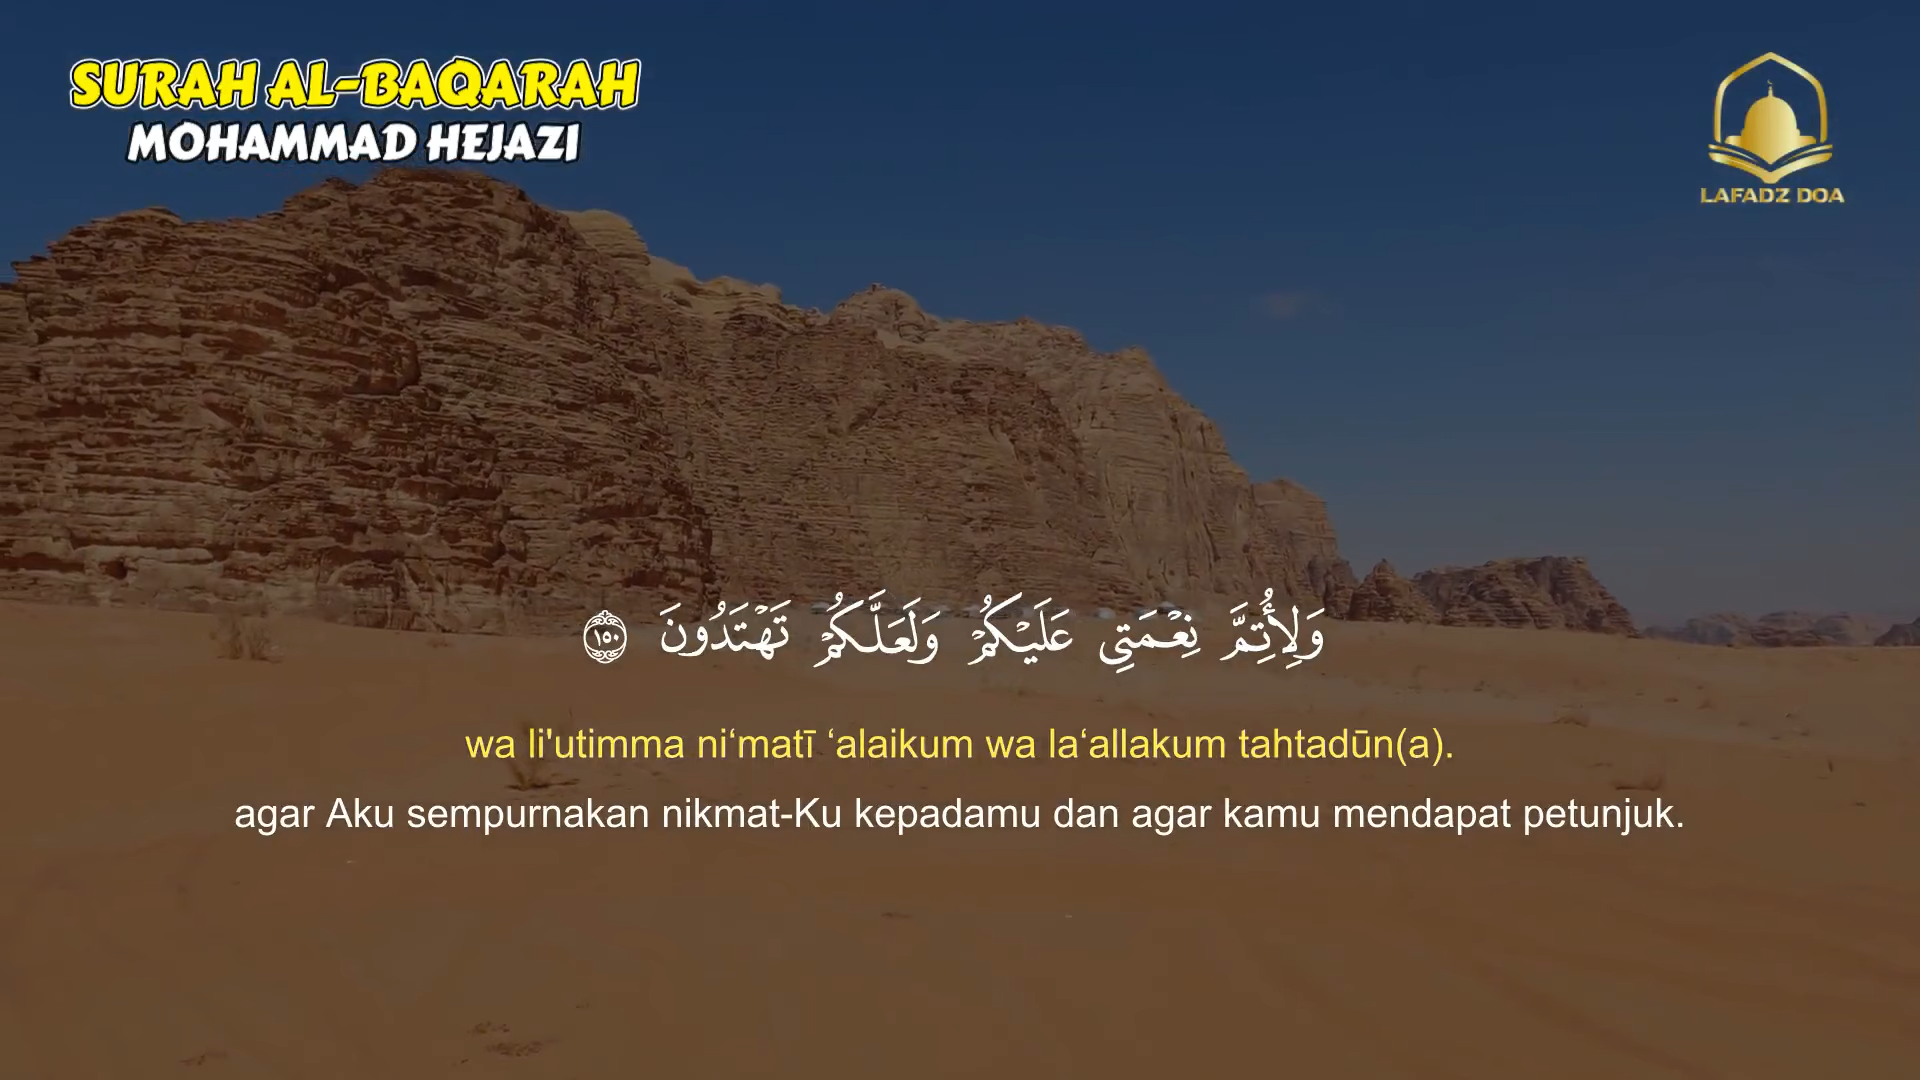 SURAH AL-BAQARAH
MOHAMMAD HEJAZI
LAFADZ DOA
وَلِأُتِمَّ نِعْمَتِي عَلَيْكُمْ وَلَعَلَّكُمْ تَهْتَدُونَ ١٥٠
wa li'utimma ni‘matī ‘alaikum wa la‘allakum tahtadūn(a).
agar Aku sempurnakan nikmat-Ku kepadamu dan agar kamu mendapat petunjuk.